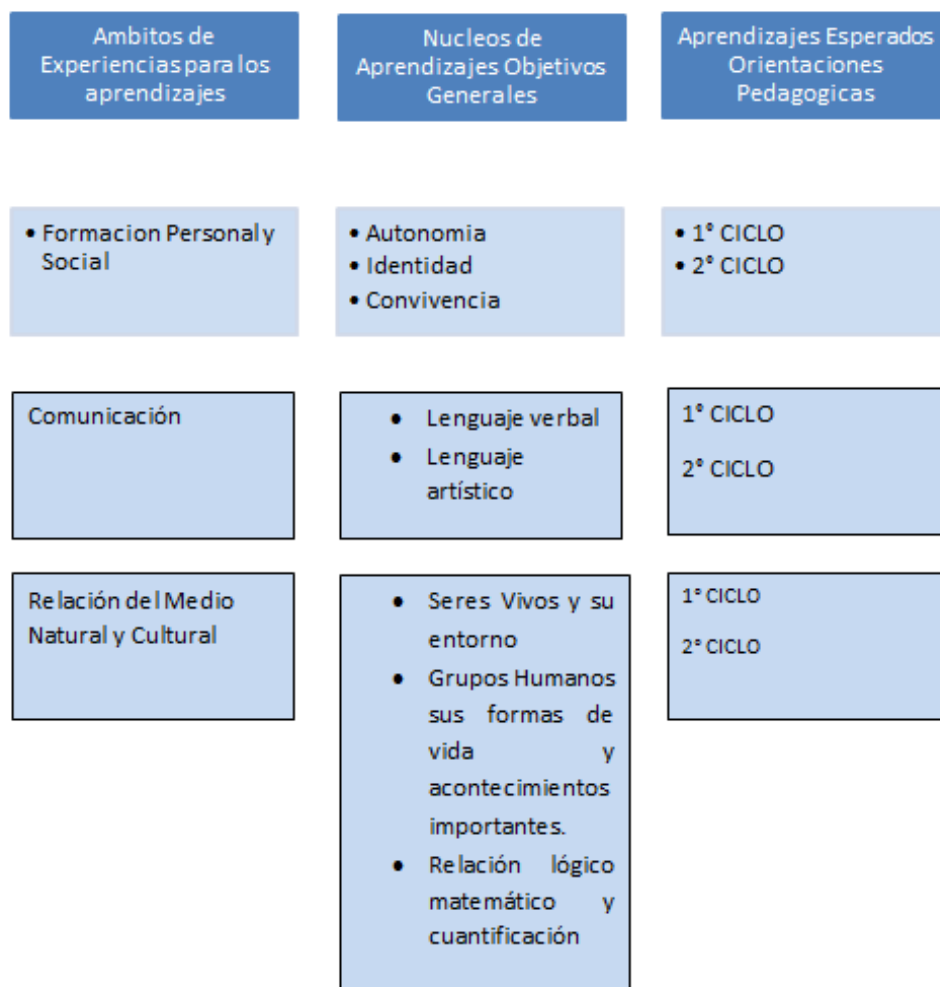 Ambitos de
Experiencias para los
aprendizajes
Nucleos de
Aprendizajes Objetivos
Generales
Aprendizajes Esperados
Orientaciones
Pedagogicas
• Formacion Personal y
Social
• Autonomia
• Identidad
• Convivencia
• 1° CICLO
• 2° CICLO
Comunicación
• Lenguaje verbal
• Lenguaje
artístico
1° CICLO
2° CICLO
Relación del Medio
Natural y Cultural
• Seres Vivos y su
entorno
• Grupos Humanos
sus formas de
vida y
acontecimientos
importantes.
• Relación lógico
matemático y
cuantificación
1° CICLO
2° CICLO